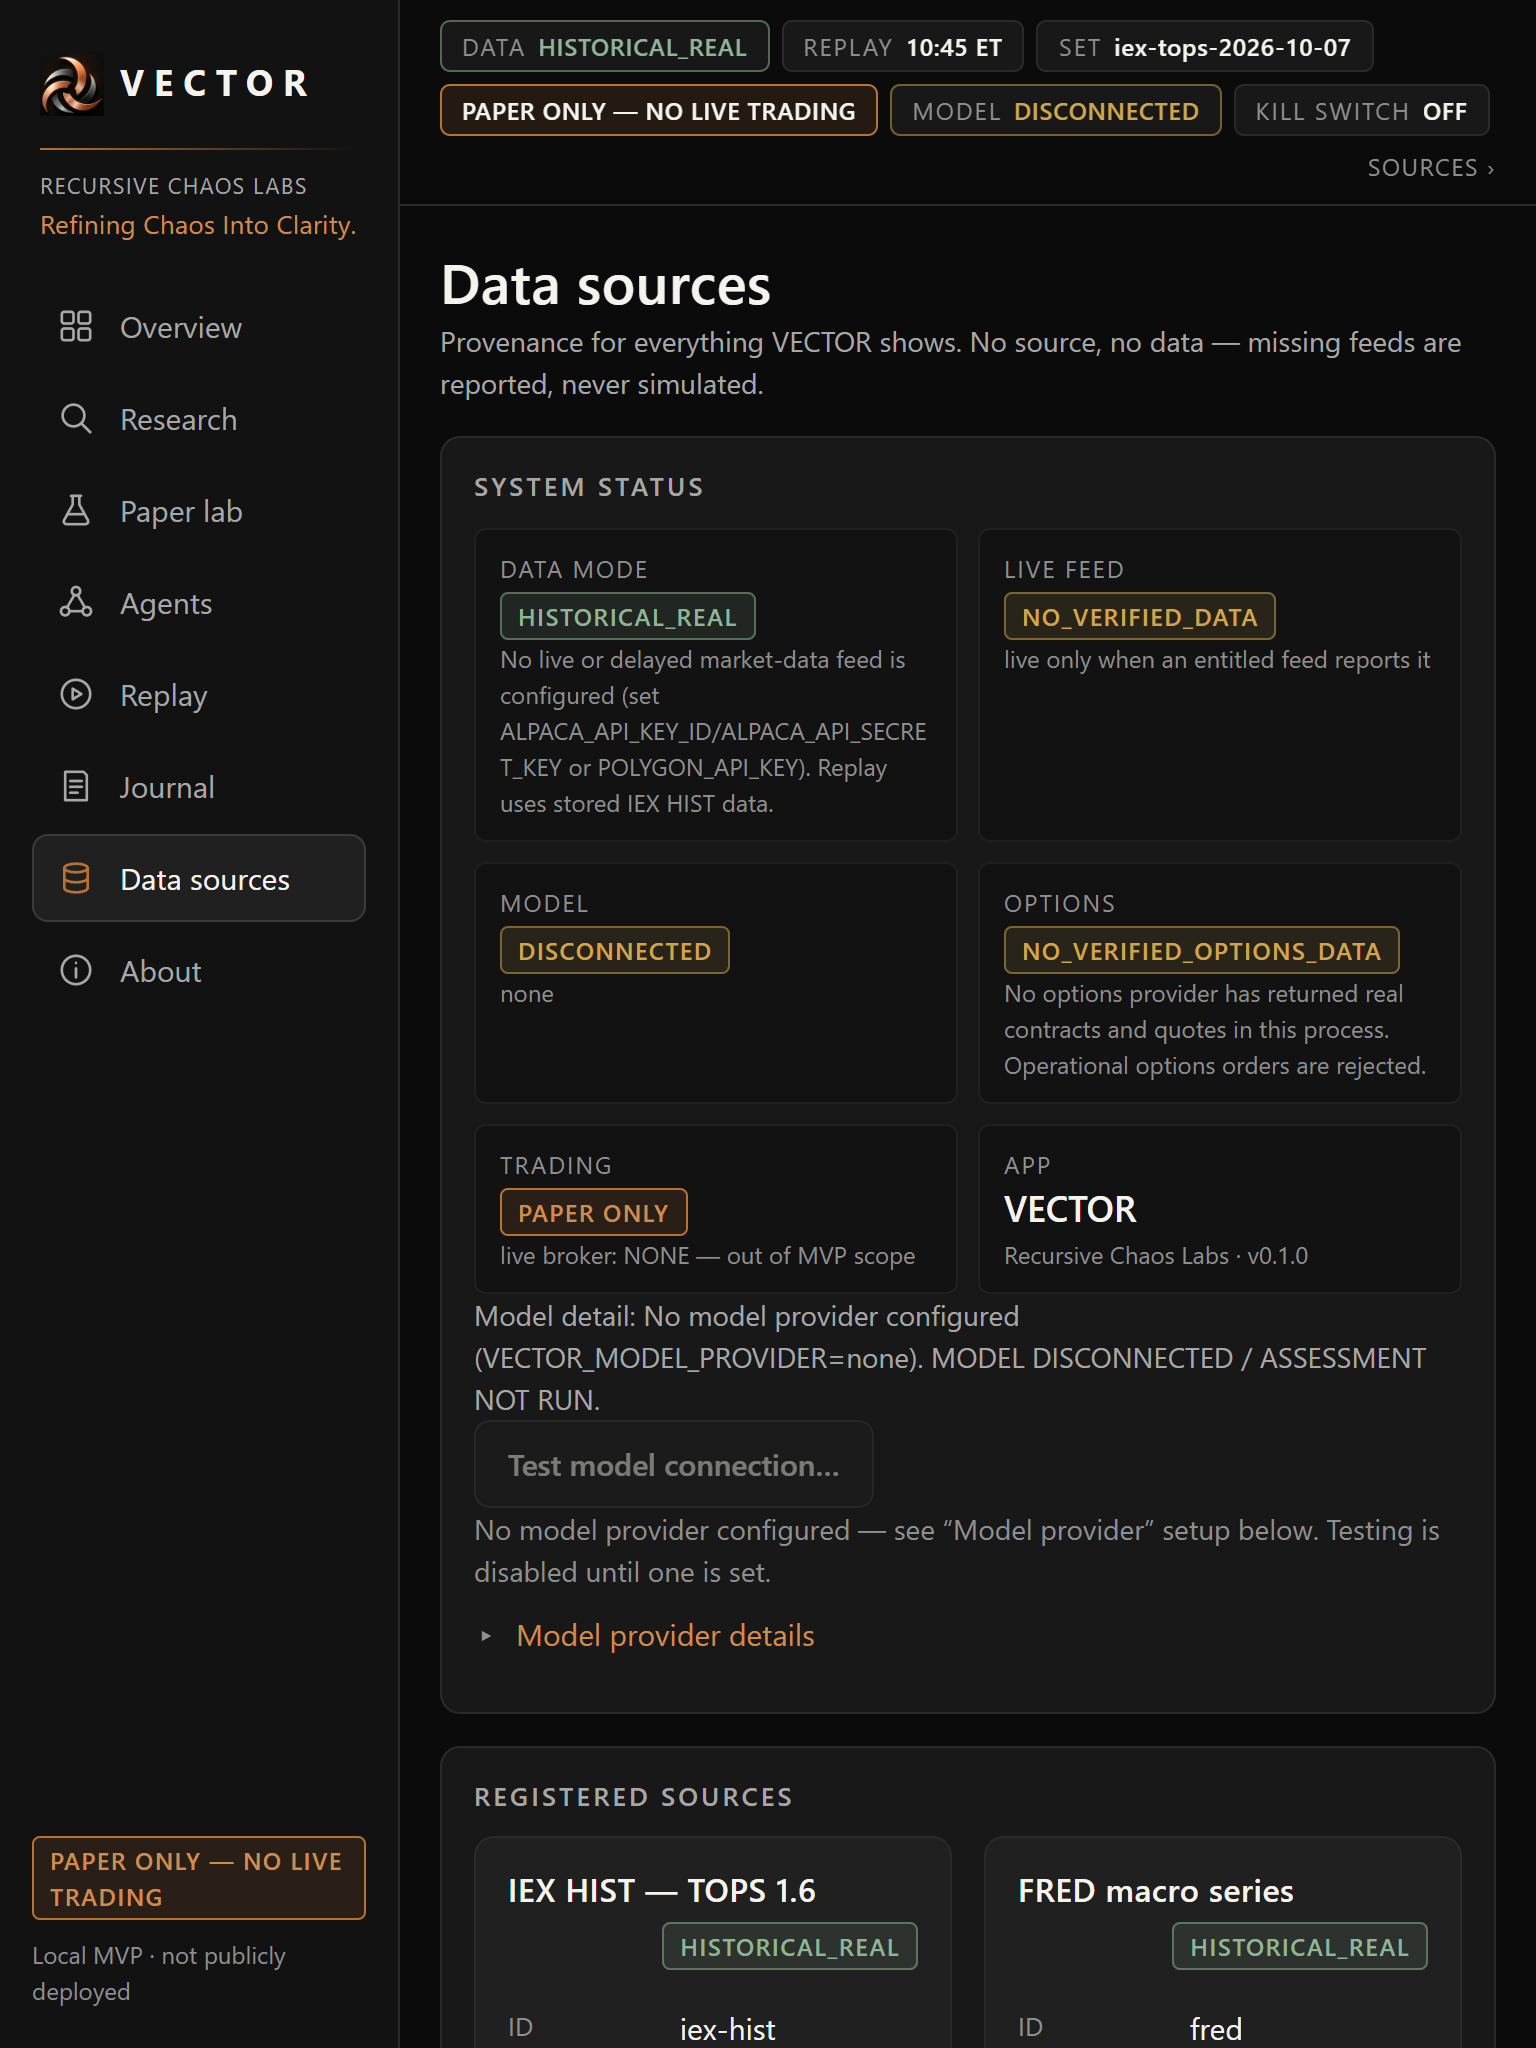 VECTOR
RECURSIVE CHAOS LABS
Refining Chaos Into Clarity.
Overview
Research
Paper lab
Agents
Replay
Journal
Data sources
About
PAPER ONLY — NO LIVE
TRADING
Local MVP · not publicly
deployed
DATA HISTORICAL_REAL
REPLAY 10:45 ET
SET iex-tops-2026-10-07
PAPER ONLY — NO LIVE TRADING
MODEL DISCONNECTED
KILL SWITCH OFF
SOURCES ›
Data sources
Provenance for everything VECTOR shows. No source, no data — missing feeds are
reported, never simulated.
SYSTEM STATUS
DATA MODE
HISTORICAL_REAL
No live or delayed market-data feed is
configured (set
ALPACA_API_KEY_ID/ALPACA_API_SECRE
T_KEY or POLYGON_API_KEY). Replay
uses stored IEX HIST data.
LIVE FEED
NO_VERIFIED_DATA
live only when an entitled feed reports it
MODEL
DISCONNECTED
none
OPTIONS
NO_VERIFIED_OPTIONS_DATA
No options provider has returned real
contracts and quotes in this process.
Operational options orders are rejected.
TRADING
PAPER ONLY
live broker: NONE — out of MVP scope
APP
VECTOR
Recursive Chaos Labs · v0.1.0
Model detail: No model provider configured
(VECTOR_MODEL_PROVIDER=none). MODEL DISCONNECTED / ASSESSMENT
NOT RUN.
Test model connection...
No model provider configured — see “Model provider” setup below. Testing is
disabled until one is set.
Model provider details
REGISTERED SOURCES
IEX HIST — TOPS 1.6
HISTORICAL_REAL
ID iex-hist
FRED macro series
HISTORICAL_REAL
ID fred